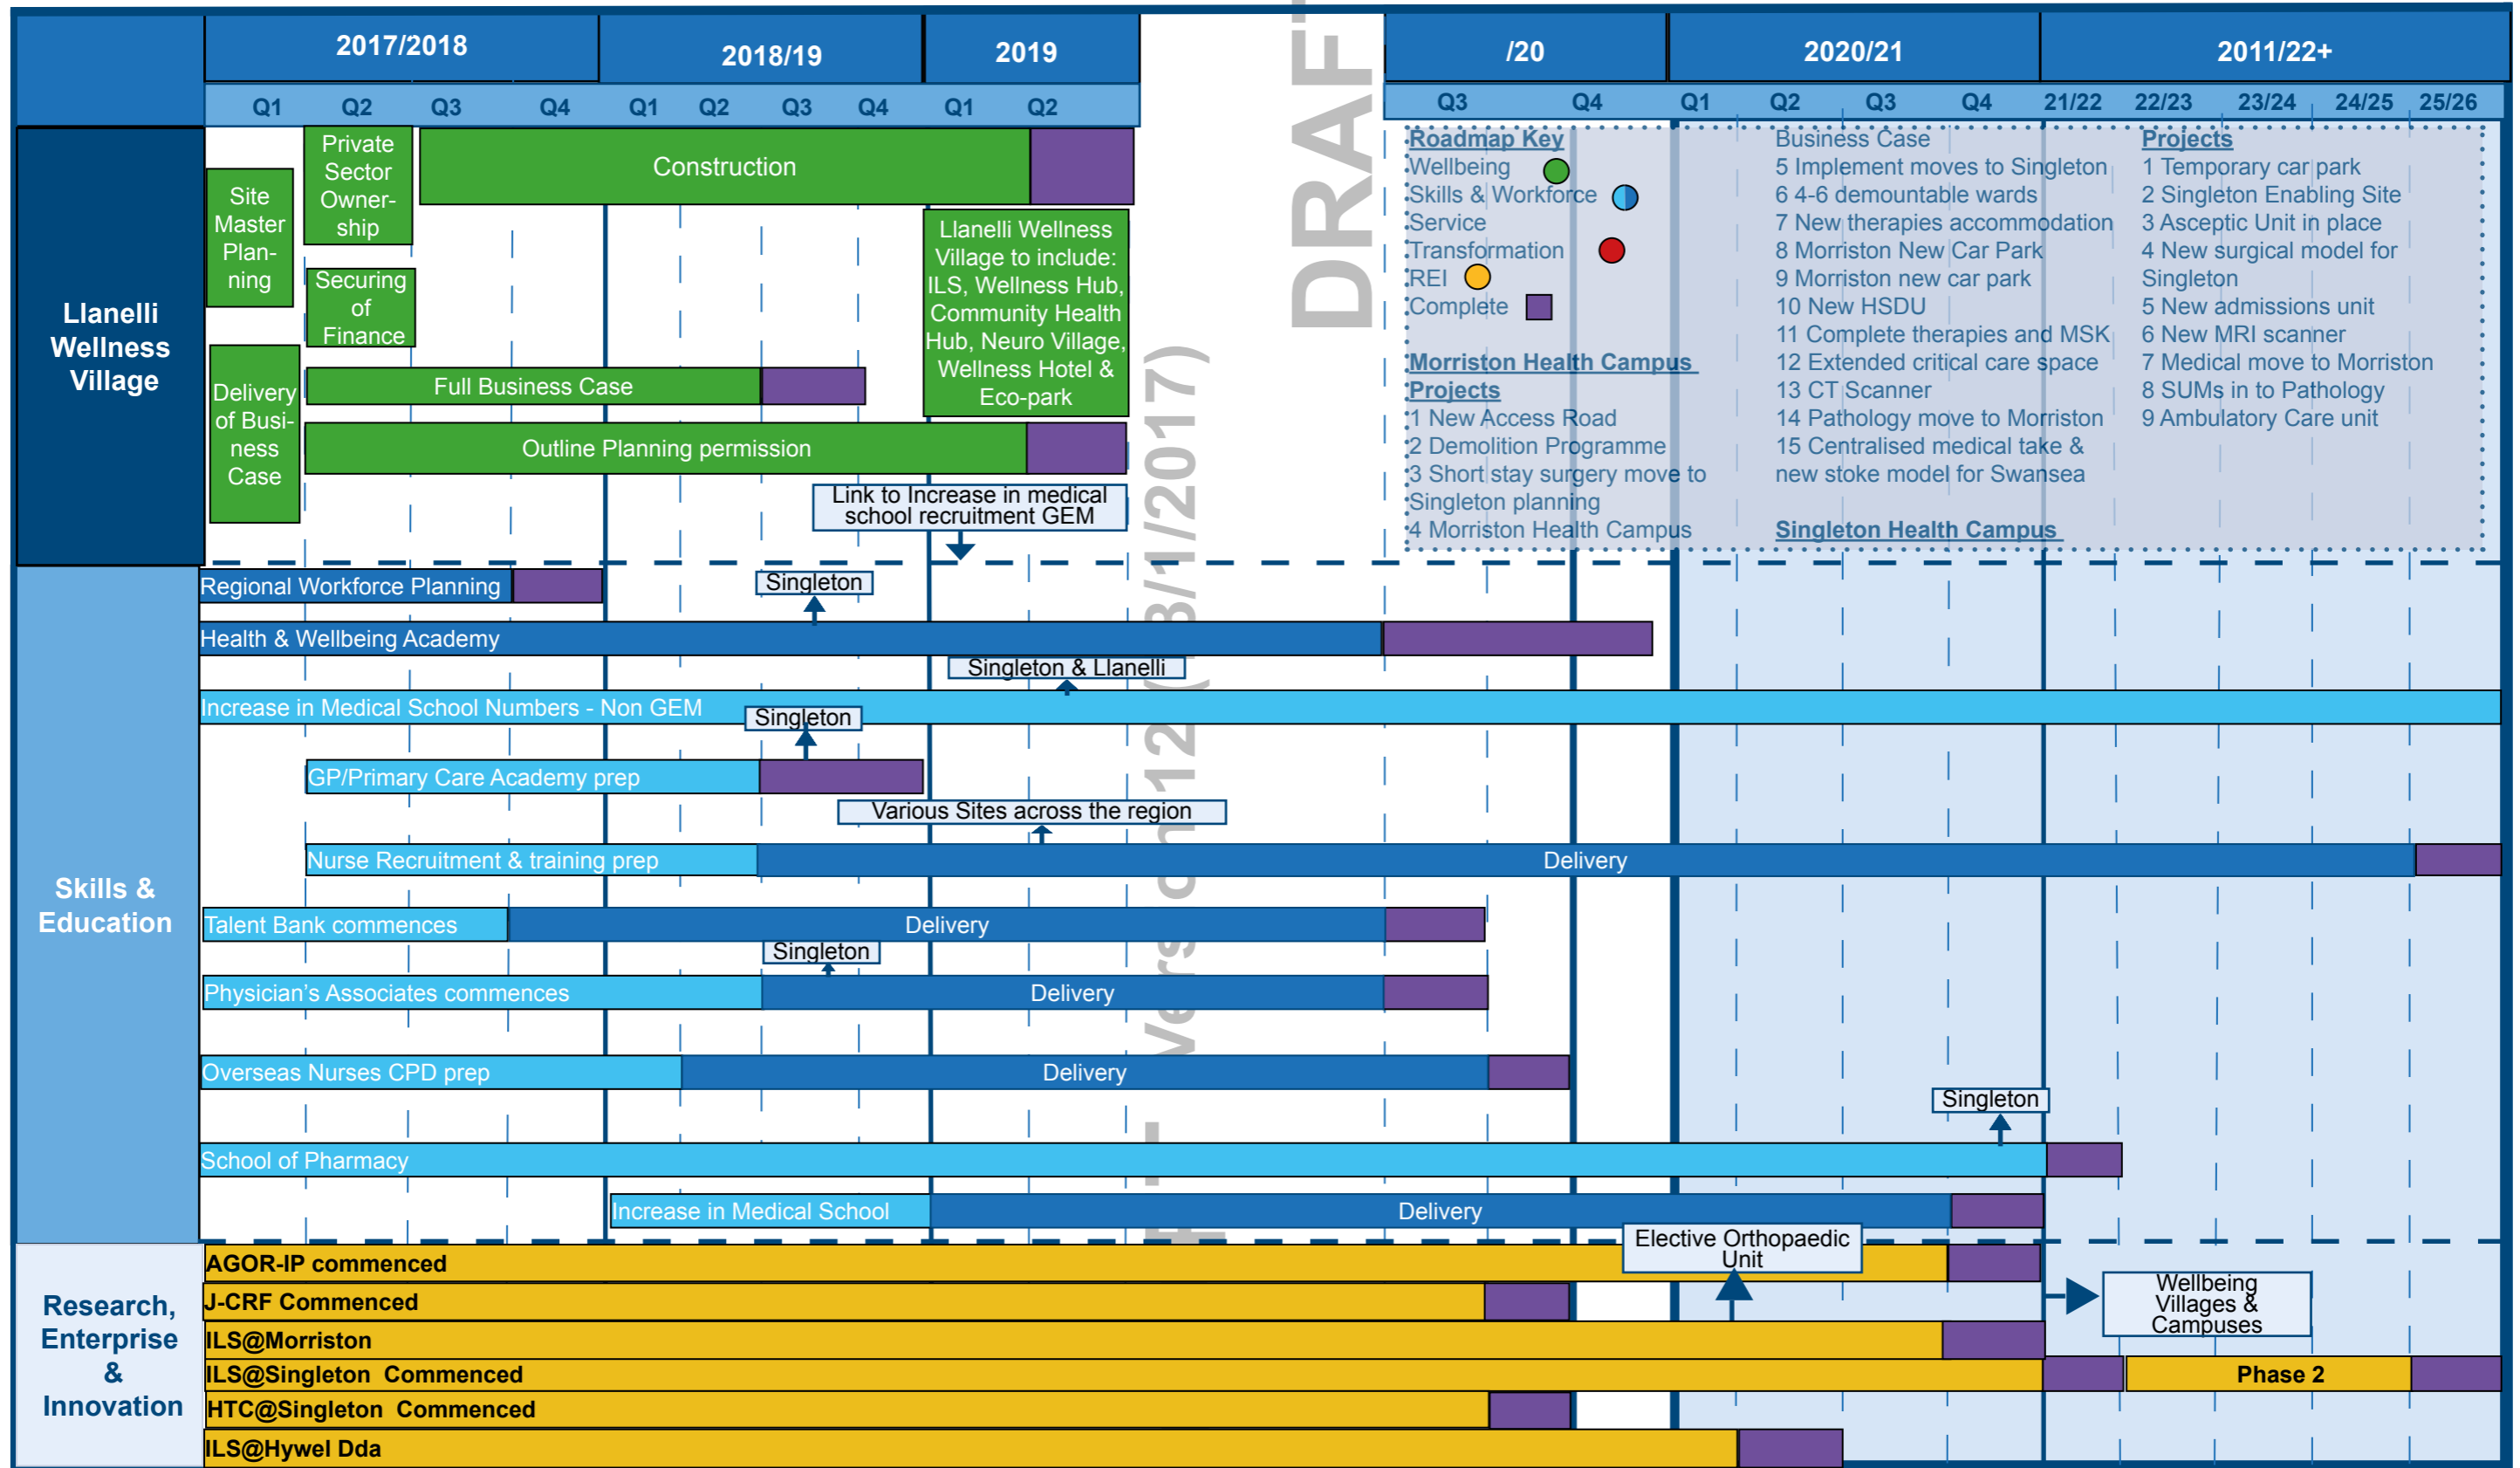 2017/2018
2018/19
2019
/20
2020/21
2011/22+
Q1
Q2
Q3
Q4
Q1
Q2
Q3
Q4
Q1
Q2
Q3
Q4
Q1
Q2
Q3
Q4
21/22
22/23
23/24
24/25
25/26
DRAFT
Llanelli
Wellness
Village
Site
Master
Plan-
ning
Private
Sector
Owner-
ship
Securing
of
Finance
Delivery
of Busi-
ness
Case
Construction
Full Business Case
Outline Planning permission
Llanelli Wellness
Village to include:
ILS, Wellness Hub,
Community Health
Hub, Neuro Village,
Wellness Hotel &
Eco-park
Link to Increase in medical
school recruitment GEM
Roadmap Key
Wellbeing
Skills & Workforce
Service
Transformation
REI
Complete
Morriston Health Campus
Projects
1 New Access Road
2 Demolition Programme
3 Short stay surgery move to
Singleton planning
4 Morriston Health Campus
Business Case
5 Implement moves to Singleton
6 4-6 demountable wards
7 New therapies accommodation
8 Morriston New Car Park
9 Morriston new car park
10 New HSDU
11 Complete therapies and MSK
12 Extended critical care space
13 CT Scanner
14 Pathology move to Morriston
15 Centralised medical take &
new stoke model for Swansea
Singleton Health Campus
Projects
1 Temporary car park
2 Singleton Enabling Site
3 Asceptic Unit in place
4 New surgical model for
Singleton
5 New admissions unit
6 New MRI scanner
7 Medical move to Morriston
8 SUMs in to Pathology
9 Ambulatory Care unit
Skills &
Education
Regional Workforce Planning
Singleton
Health & Wellbeing Academy
Singleton & Llanelli
Increase in Medical School Numbers - Non GEM
Singleton
GP/Primary Care Academy prep
Various Sites across the region
Nurse Recruitment & training prep
Delivery
Talent Bank commences
Delivery
Singleton
Physician's Associates commences
Delivery
Overseas Nurses CPD prep
Delivery
Singleton
School of Pharmacy
Increase in Medical School
Delivery
Research,
Enterprise
&
Innovation
AGOR-IP commenced
Elective Orthopaedic
Unit
J-CRF Commenced
Wellbeing
Villages &
Campuses
ILS@Morriston
ILS@Singleton Commenced
Phase 2
HTC@Singleton Commenced
ILS@Hywel Dda